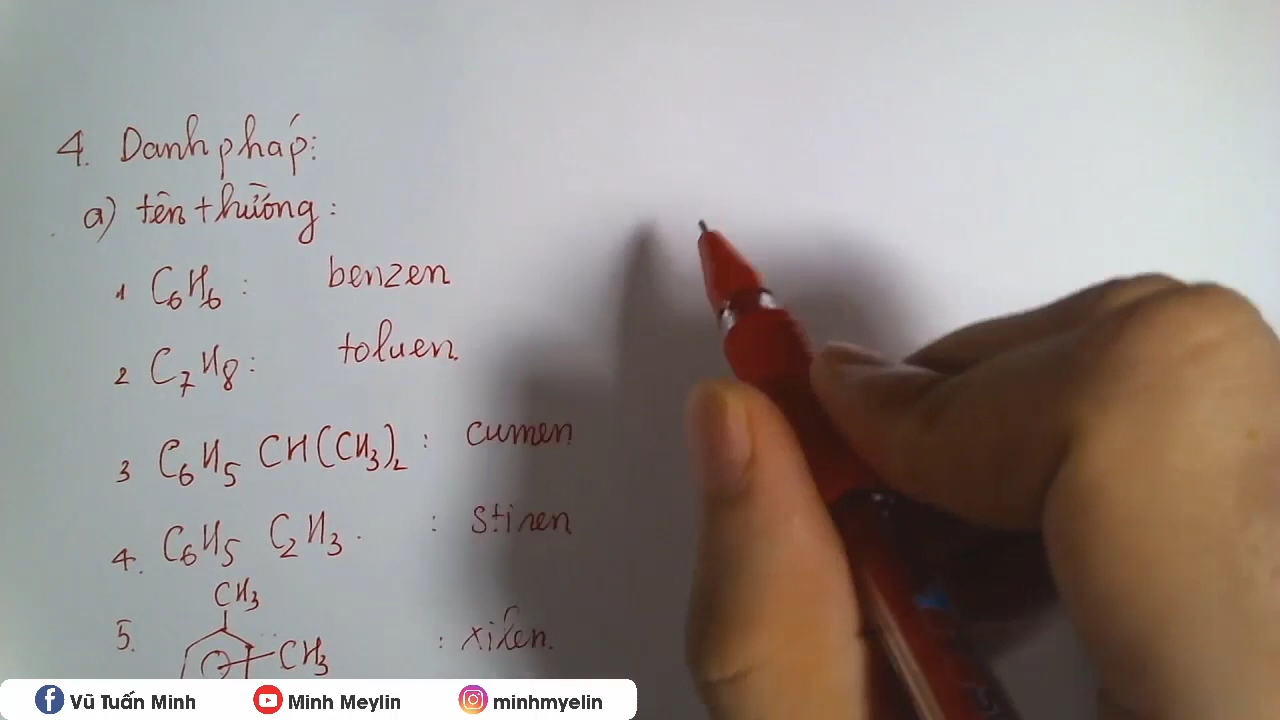 4. Danh pháp:
a) tên thường:
1 C6H6: benzen
2 C7H8: toluen.
3 C6H5 CH(CH3)2: cumen
4. C6H5 C2H3. : stiren
CH3
5. CH3 : xilen.
Vũ Tuấn Minh Minh Meylin minhmyelin